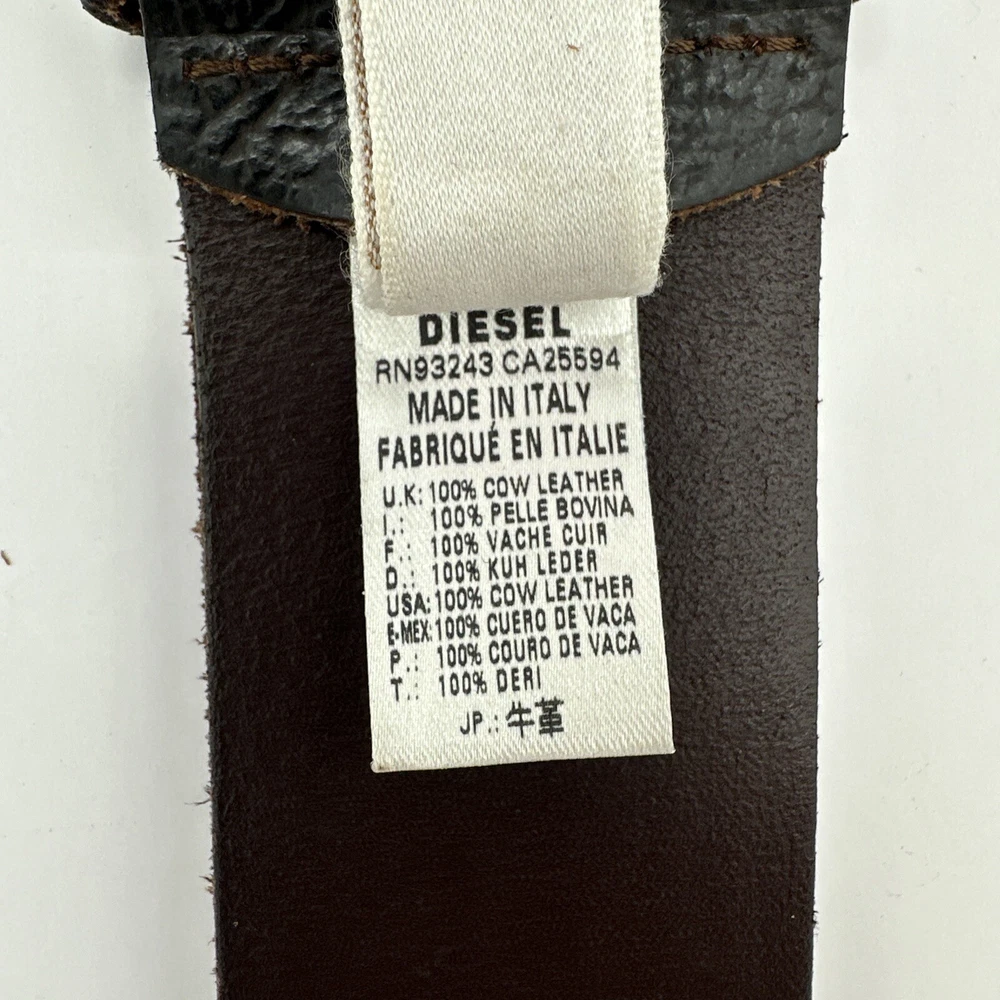 DIESEL
RN93243 CA25594
MADE IN ITALY
FABRIQUÉ EN ITALIE
U.K: 100% COW LEATHER
I.: 100% PELLE BOVINA
F.: 100% VACHE CUIR
D.: 100% KUH LEDER
USA: 100% COW LEATHER
E-MEX: 100% CUERO DE VACA
P.: 100% COURO DE VACA
T.: 100% DERI
JP.: 牛革